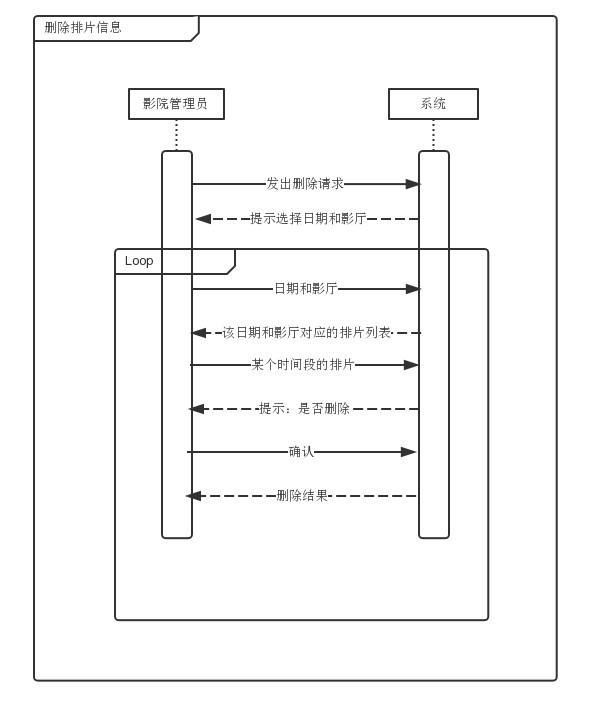 删除排片信息
影院管理员
系统
发出删除请求
提示选择日期和影厅
Loop
日期和影厅
该日期和影厅对应的排片列表
某个时间段的排片
提示：是否删除
确认
删除结果